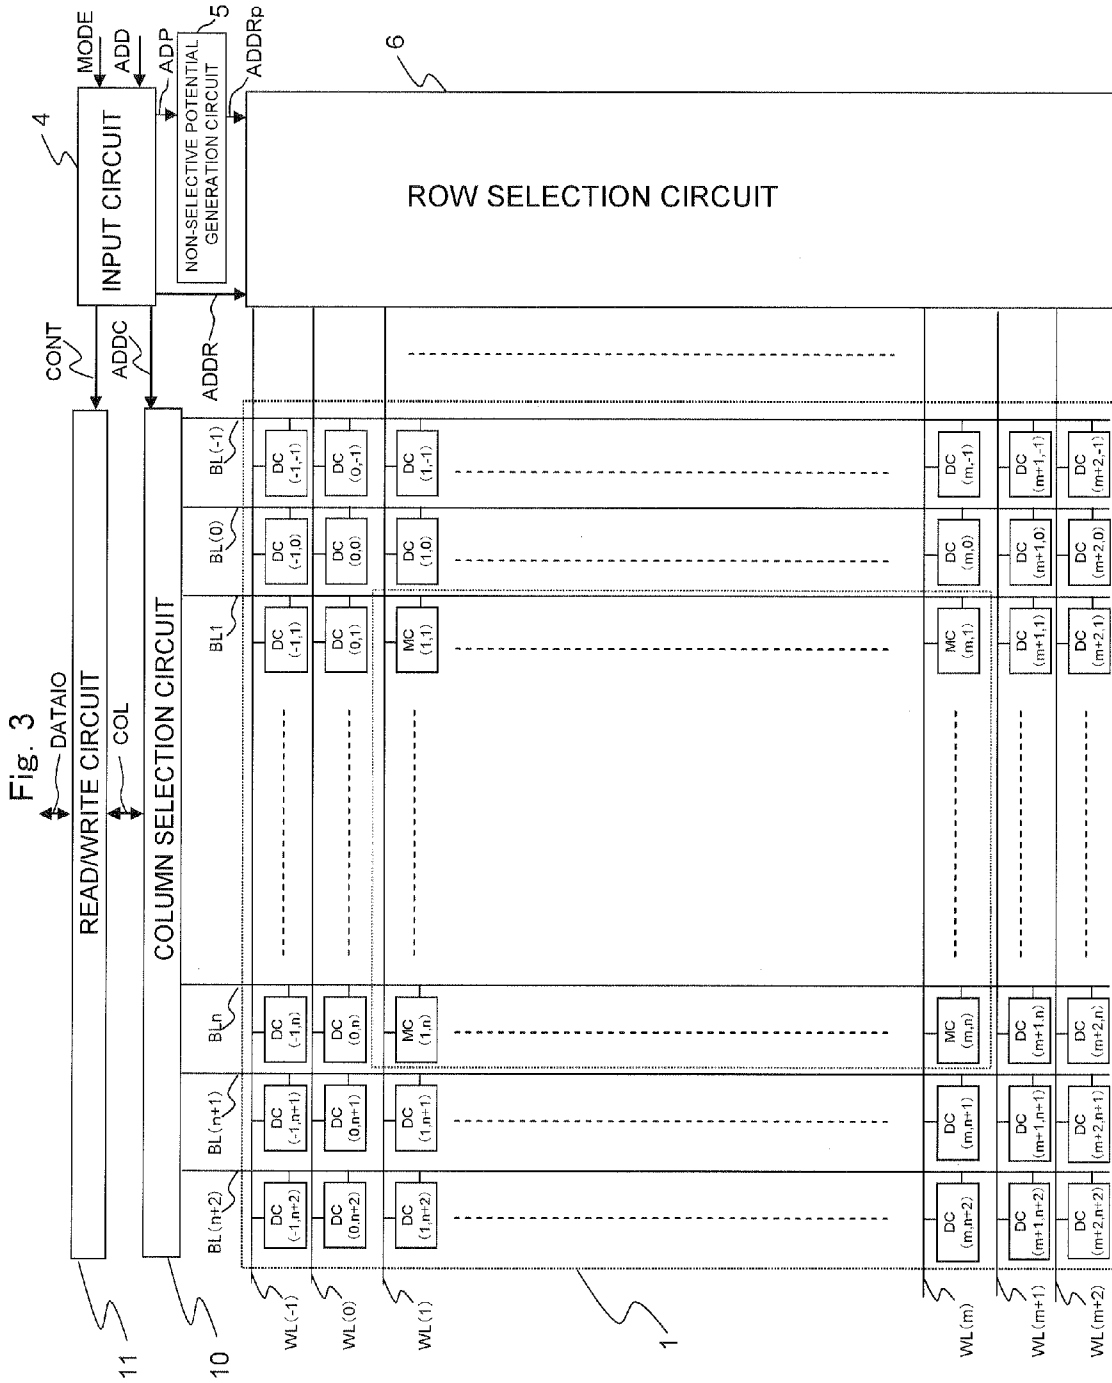 Fig. 3
DATAIO
READ/WRITE CIRCUIT
11
COL
COLUMN SELECTION CIRCUIT
10
CONT
ADDC
INPUT CIRCUIT
4
MODE
ADD
ADP
NON-SELECTIVE POTENTIAL
GENERATION CIRCUIT
5
ADDRp
ADDR
ROW SELECTION CIRCUIT
6
BL(n+2)
BL(n+1)
BLn
BL1
BL(0)
BL(-1)
WL(-1)
DC
(-1,n+2)
DC
(-1,n+1)
DC
(-1,n)
DC
(-1,1)
DC
(-1,0)
DC
(-1,-1)
WL(0)
DC
(0,n+2)
DC
(0,n+1)
DC
(0,n)
DC
(0,1)
DC
(0,0)
DC
(0,-1)
WL(1)
DC
(1,n+2)
DC
(1,n+1)
MC
(1,n)
MC
(1,1)
DC
(1,0)
DC
(1,-1)
1
WL(m)
DC
(m,n+2)
DC
(m,n+1)
MC
(m,n)
MC
(m,1)
DC
(m,0)
DC
(m,-1)
WL(m+1)
DC
(m+1,n+2)
DC
(m+1,n+1)
DC
(m+1,n)
DC
(m+1,1)
DC
(m+1,0)
DC
(m+1,-1)
WL(m+2)
DC
(m+2,n+2)
DC
(m+2,n+1)
DC
(m+2,n)
DC
(m+2,1)
DC
(m+2,0)
DC
(m+2,-1)